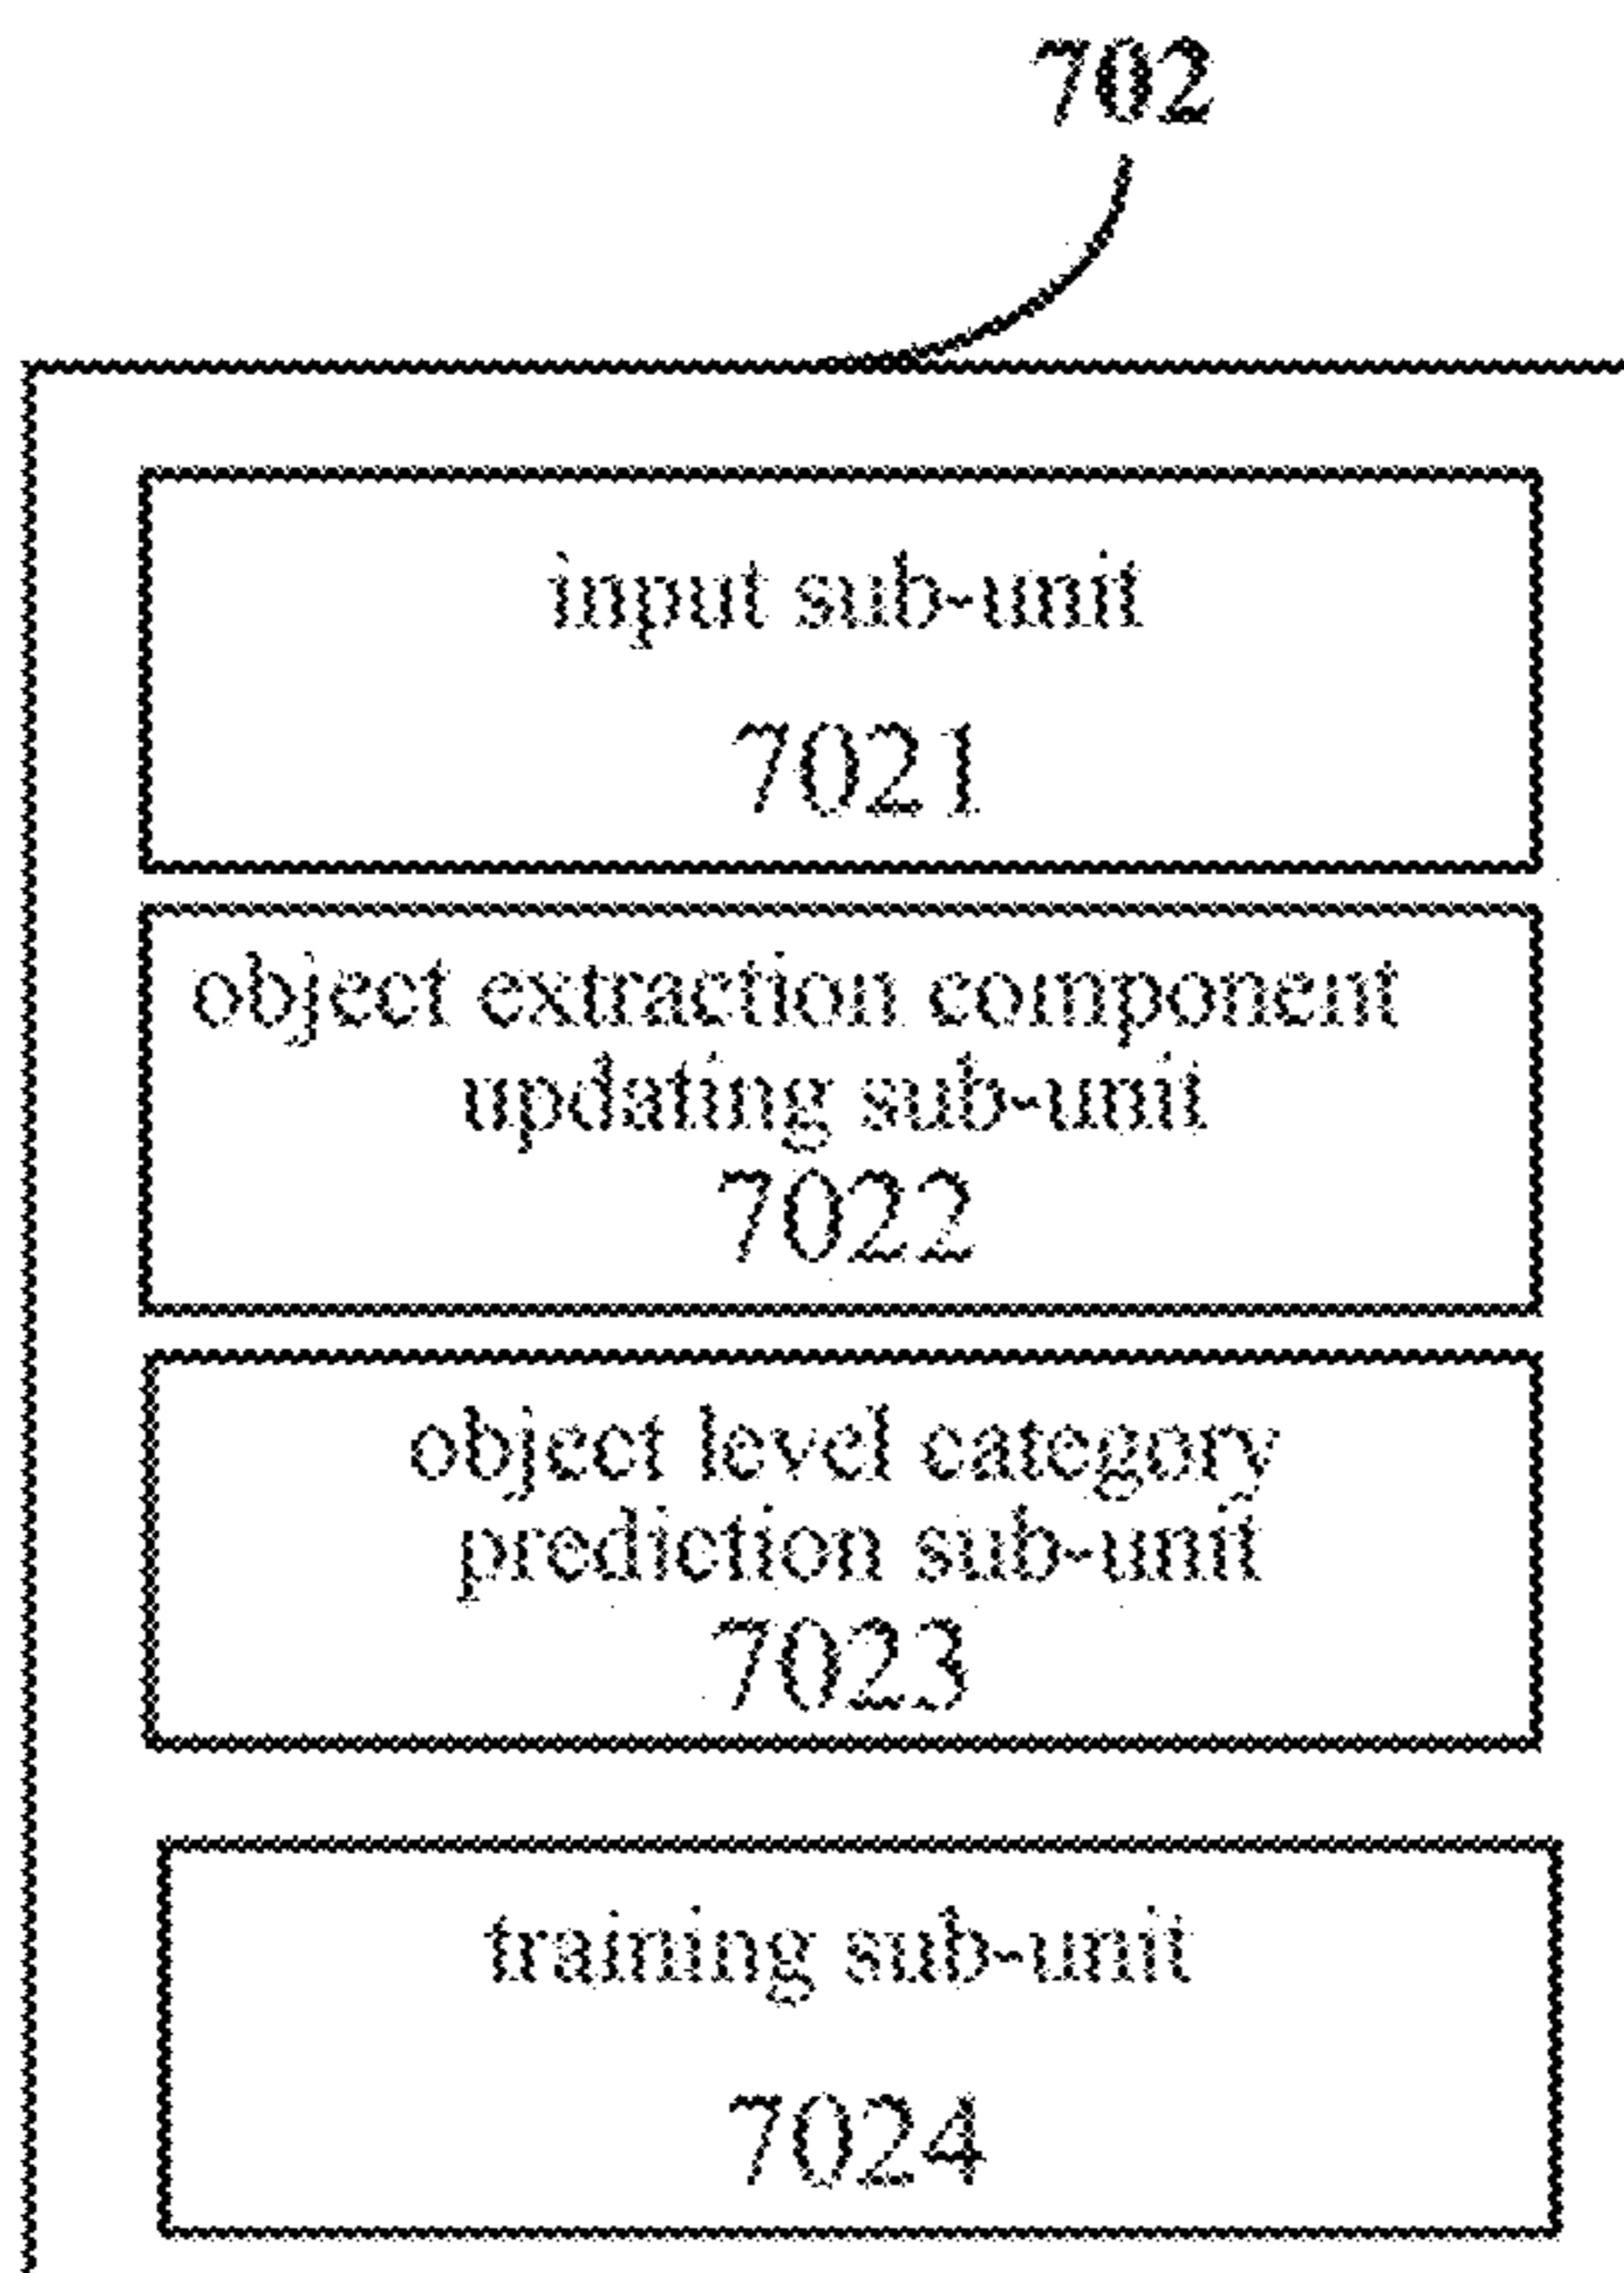 702
input sub-unit
7021
object extraction component
updating sub-unit
7022
object level category
prediction sub-unit
7023
training sub-unit
7024